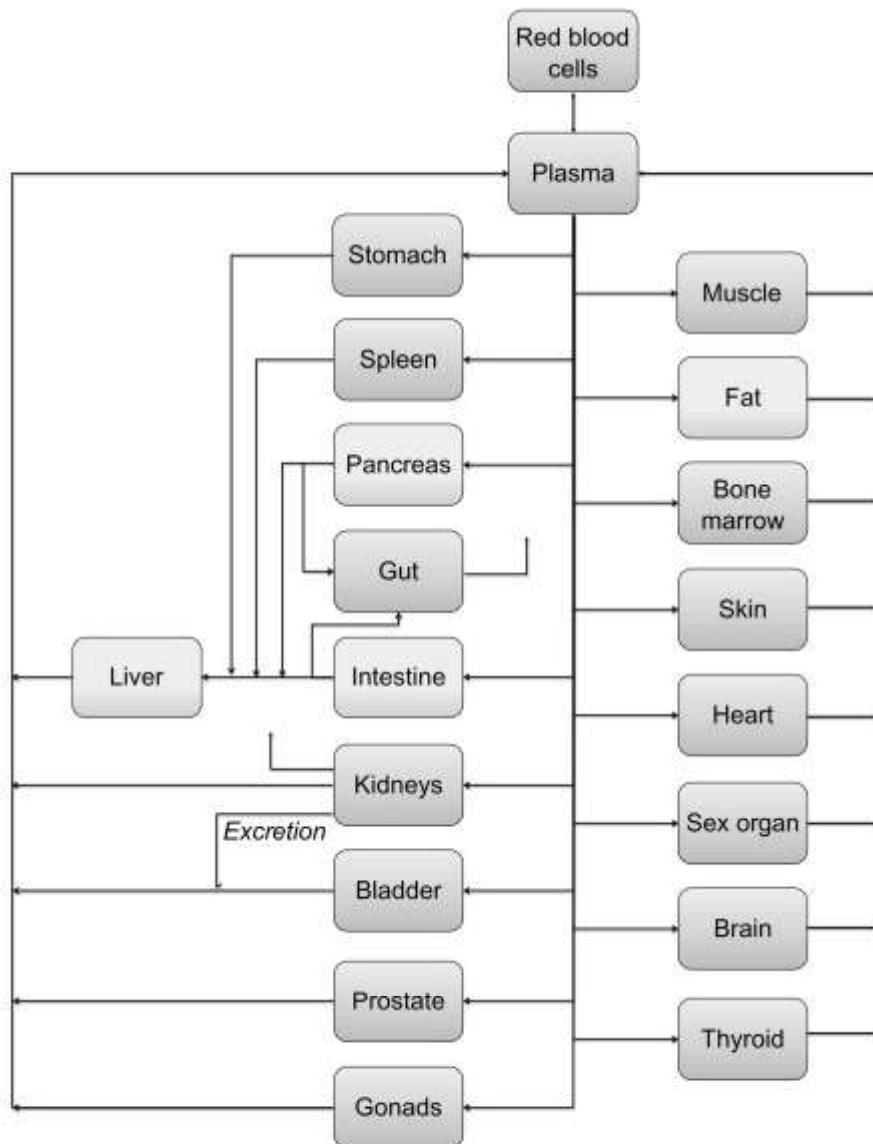 Red blood
cells
Plasma
Stomach
Muscle
Spleen
Fat
Pancreas
Bone
marrow
Gut
Skin
Liver
Intestine
Heart
Kidneys
Excretion
Sex organ
Bladder
Brain
Prostate
Thyroid
Gonads